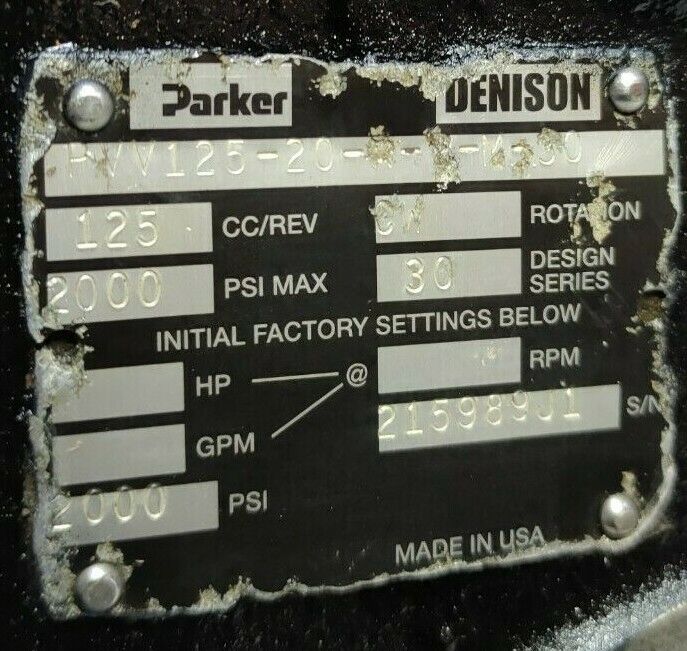 Parker DENISON
PVV125-20-
125 CC/REV CW ROTATION
2000 PSI MAX 30 DESIGN SERIES
INITIAL FACTORY SETTINGS BELOW
HP @ RPM
GPM 215989J1 S/N
2000 PSI
MADE IN USA